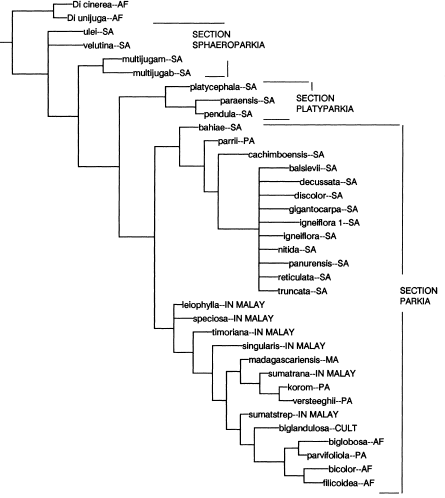 Di cinerea--AF
Di unijuga--AF
ulei--SA
velutina--SA
SECTION
SPHAEROPARKIA
multijugam--SA
multijugab--SA
platycephala--SA
paraensis--SA
pendula--SA
SECTION
PLATYPARKIA
bahiae--SA
parrii--PA
cachimboensis--SA
balslevii--SA
decussata--SA
discolor--SA
gigantocarpa--SA
igneiflora 1--SA
igneiflora--SA
nitida--SA
panurensis--SA
reticulata--SA
truncata--SA
SECTION
PARKIA
leiophylla--IN MALAY
speciosa--IN MALAY
timoriana--IN MALAY
singularis--IN MALAY
madagascariensis--MA
sumatrana--IN MALAY
korom--PA
versteeghii--PA
sumatstrep--IN MALAY
biglandulosa--CULT
biglobosa--AF
parvifoliola--PA
bicolor--AF
filicoidea--AF